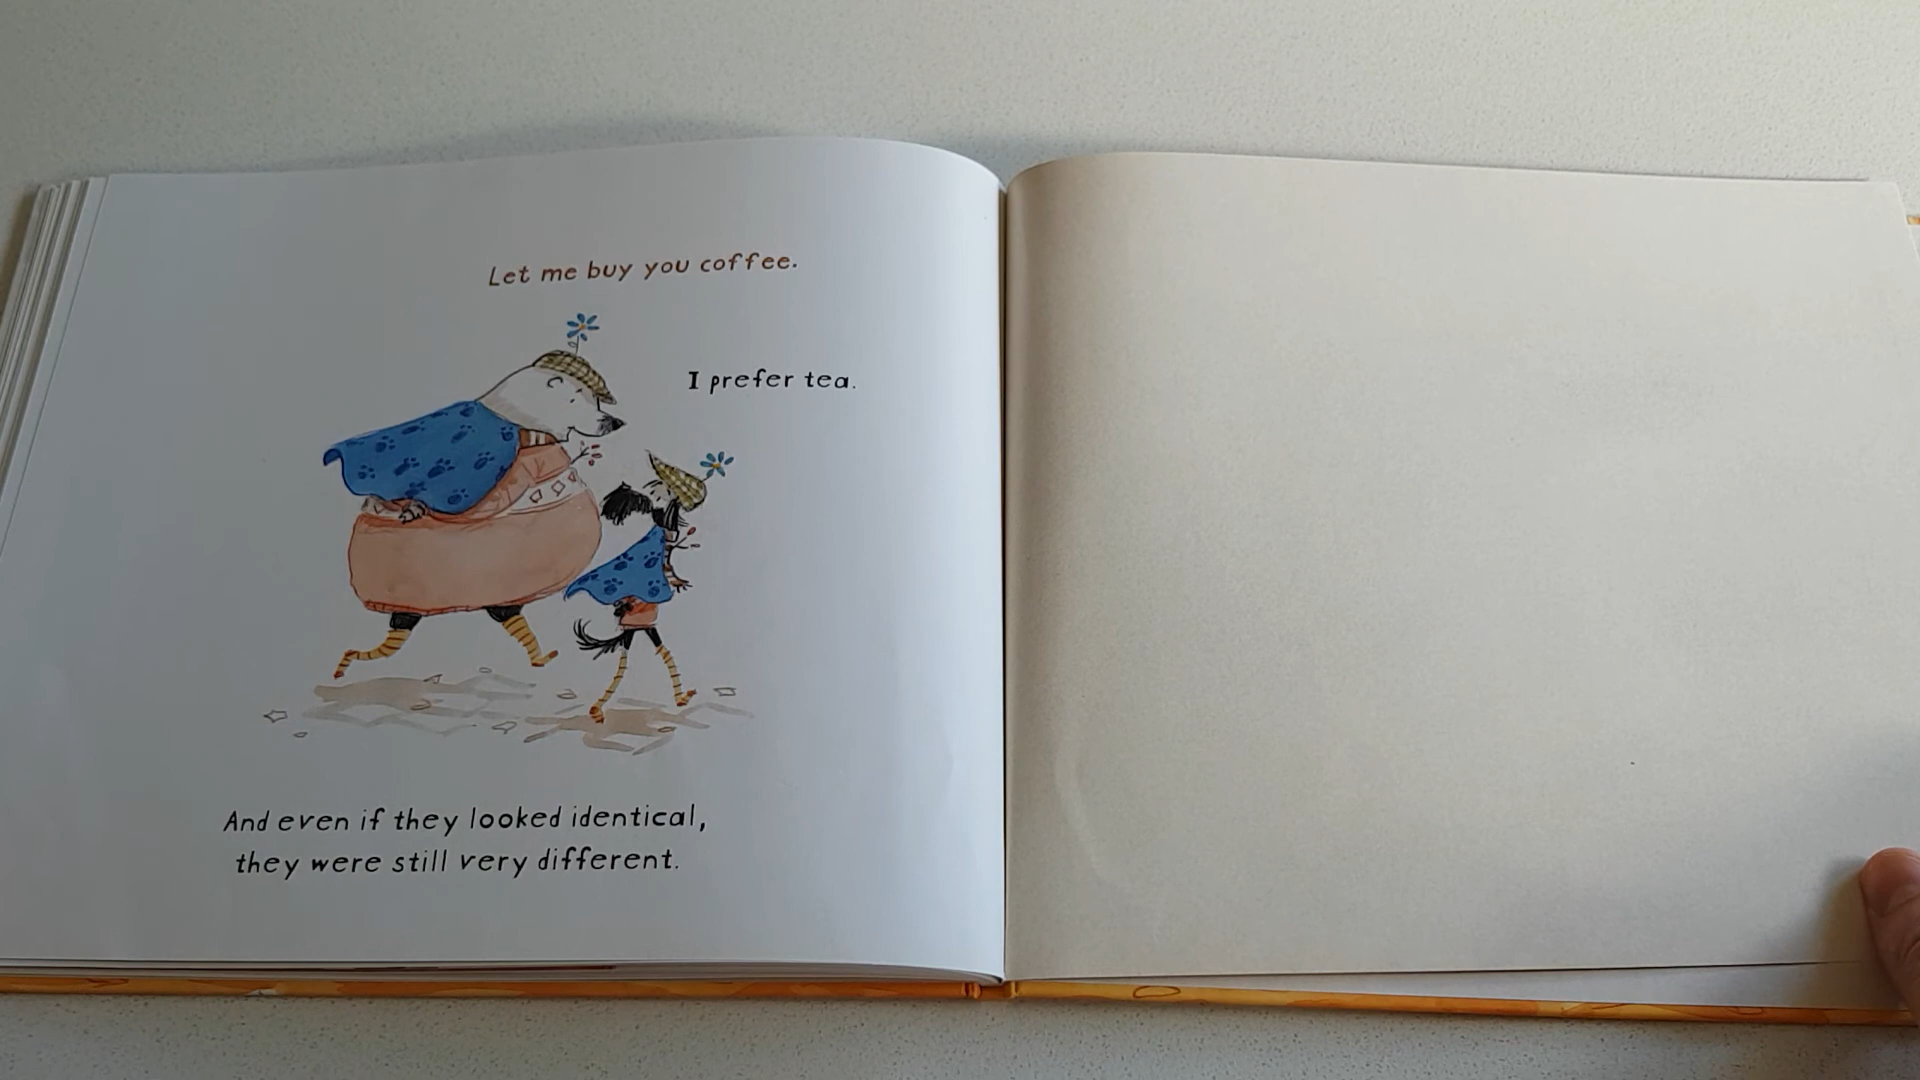 Let me buy you coffee.
I prefer tea.
And even if they looked identical,
they were still very different.